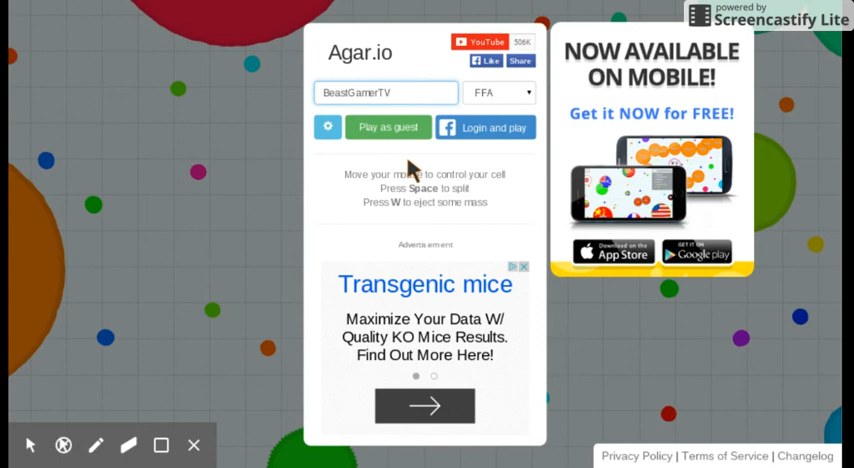 powered by
Screencastify Lite
Agar.io
YouTube 506K
Like Share
BeastGamerTV FFA
Play as guest
Login and play
Move your mouse to control your cell
Press Space to split
Press W to eject some mass
Advertisement
Transgenic mice
Maximize Your Data W/
Quality KO Mice Results.
Find Out More Here!
NOW AVAILABLE
ON MOBILE!
Get it NOW for FREE!
Download on the
App Store
GET IT ON
Google play
Privacy Policy | Terms of Service | Changelog